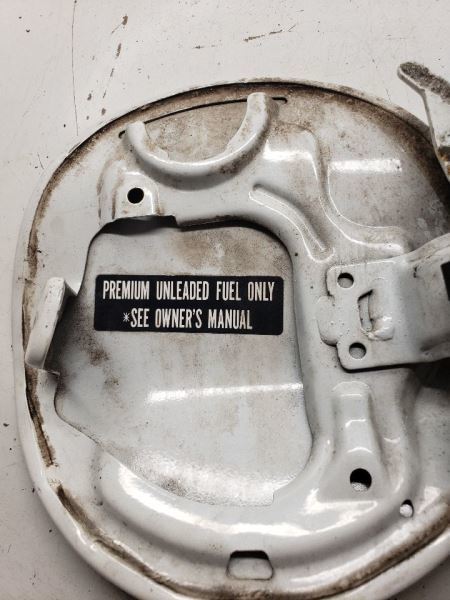 PREMIUM UNLEADED FUEL ONLY
*SEE OWNER'S MANUAL